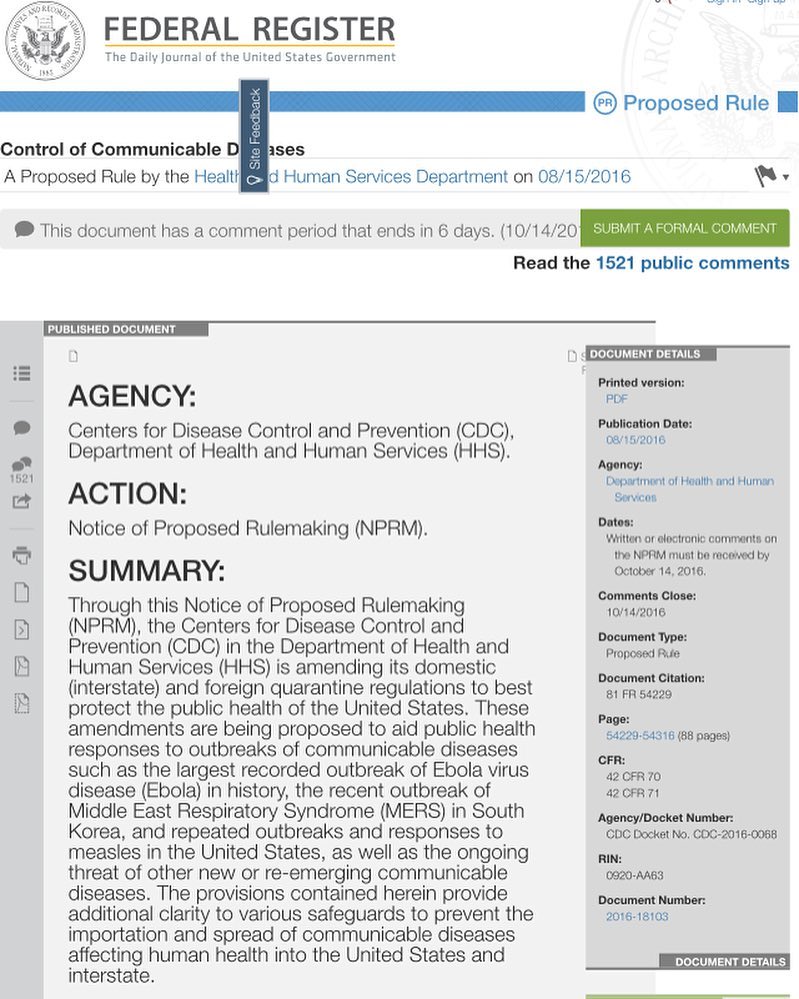 FEDERAL REGISTER
The Daily Journal of the United States Government
NATIONAL ARCHIVES AND RECORDS ADMINISTRATION
1985
Sign in Sign up
PR Proposed Rule
Site Feedback
Control of Communicable D ases
A Proposed Rule by the Health d Human Services Department on 08/15/2016
This document has a comment period that ends in 6 days. (10/14/20
SUBMIT A FORMAL COMMENT
Read the 1521 public comments
PUBLISHED DOCUMENT
1521
AGENCY:
Centers for Disease Control and Prevention (CDC),
Department of Health and Human Services (HHS).
ACTION:
Notice of Proposed Rulemaking (NPRM).
SUMMARY:
Through this Notice of Proposed Rulemaking
(NPRM), the Centers for Disease Control and
Prevention (CDC) in the Department of Health and
Human Services (HHS) is amending its domestic
(interstate) and foreign quarantine regulations to best
protect the public health of the United States. These
amendments are being proposed to aid public health
responses to outbreaks of communicable diseases
such as the largest recorded outbreak of Ebola virus
disease (Ebola) in history, the recent outbreak of
Middle East Respiratory Syndrome (MERS) in South
Korea, and repeated outbreaks and responses to
measles in the United States, as well as the ongoing
threat of other new or re-emerging communicable
diseases. The provisions contained herein provide
additional clarity to various safeguards to prevent the
importation and spread of communicable diseases
affecting human health into the United States and
interstate.
DOCUMENT DETAILS
Printed version:
PDF
Publication Date:
08/15/2016
Agency:
Department of Health and Human
Services
Dates:
Written or electronic comments on
the NPRM must be received by
October 14, 2016.
Comments Close:
10/14/2016
Document Type:
Proposed Rule
Document Citation:
81 FR 54229
Page:
54229-54316 (88 pages)
CFR:
42 CFR 70
42 CFR 71
Agency/Docket Number:
CDC Docket No. CDC-2016-0068
RIN:
0920-AA63
Document Number:
2016-18103
DOCUMENT DETAILS